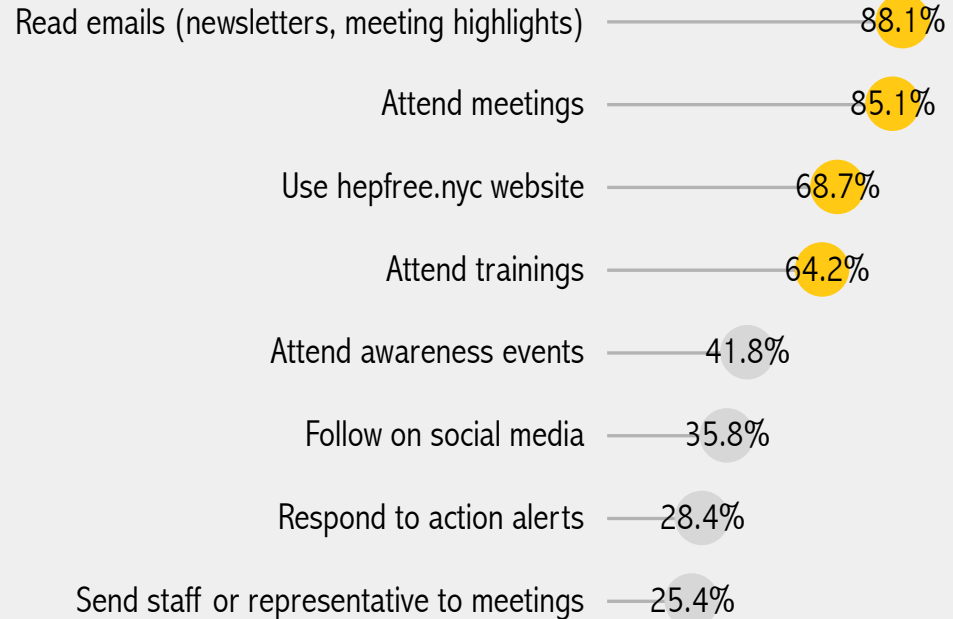 Read emails (newsletters, meeting highlights) 88.1%
Attend meetings 85.1%
Use hepfree.nyc website 68.7%
Attend trainings 64.2%
Attend awareness events 41.8%
Follow on social media 35.8%
Respond to action alerts 28.4%
Send staff or representative to meetings 25.4%